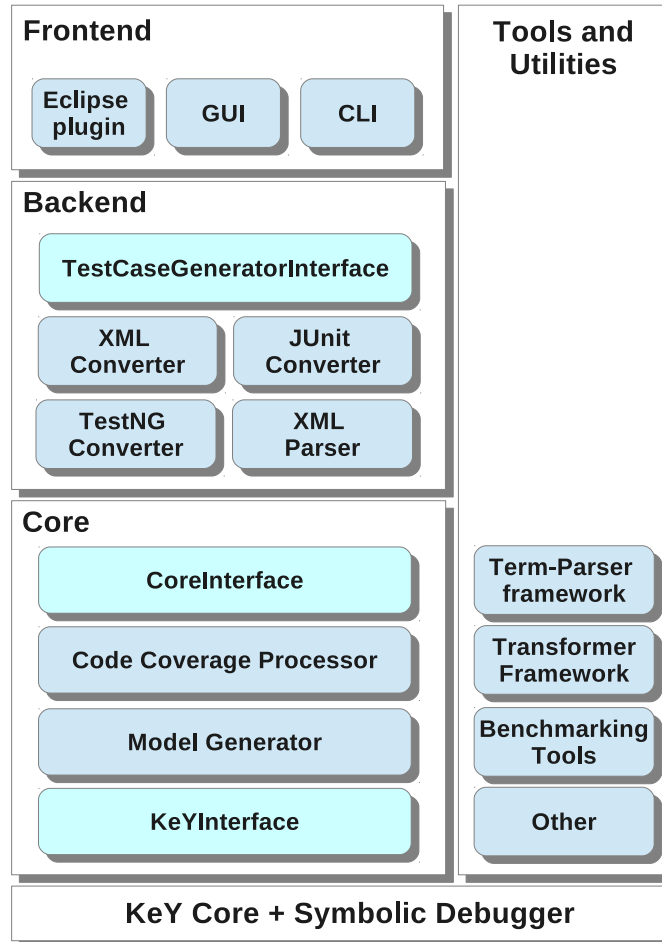 Frontend
Eclipse
plugin
GUI
CLI
Backend
TestCaseGeneratorInterface
XML
Converter
JUnit
Converter
TestNG
Converter
XML
Parser
Core
CoreInterface
Code Coverage Processor
Model Generator
KeYInterface
Tools and
Utilities
Term-Parser
framework
Transformer
Framework
Benchmarking
Tools
Other
KeY Core + Symbolic Debugger